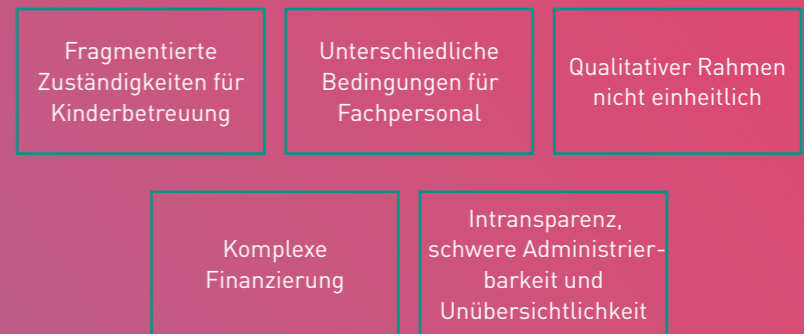 Fragmentierte
Zuständigkeiten für
Kinderbetreuung
Unterschiedliche
Bedingungen für
Fachpersonal
Qualitativer Rahmen
nicht einheitlich
Komplexe
Finanzierung
Intransparenz,
schwere Administrier-
barkeit und
Unübersichtlichkeit